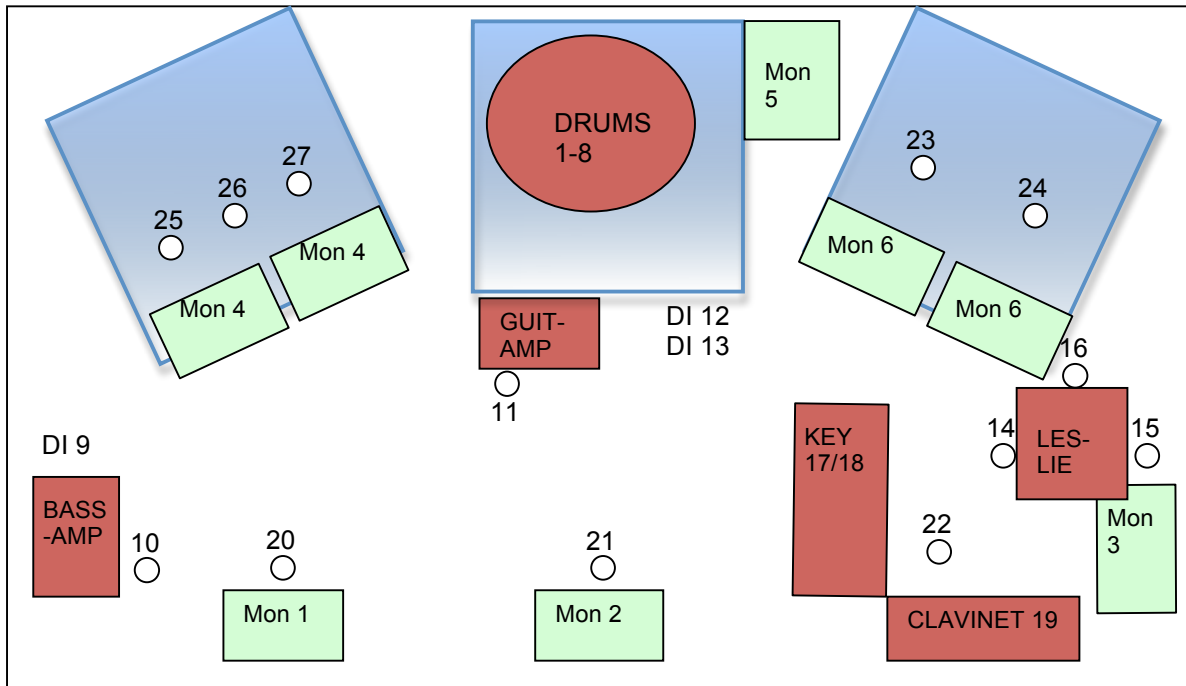 Mon
5
DRUMS
1-8
27
26
25
23
24
Mon 4
Mon 4
Mon 6
Mon 6
GUIT-
AMP
DI 12
DI 13
11
16
DI 9
KEY
17/18
14
LES-
LIE
15
BASS
-AMP
10
20
21
22
Mon
3
Mon 1
Mon 2
CLAVINET 19